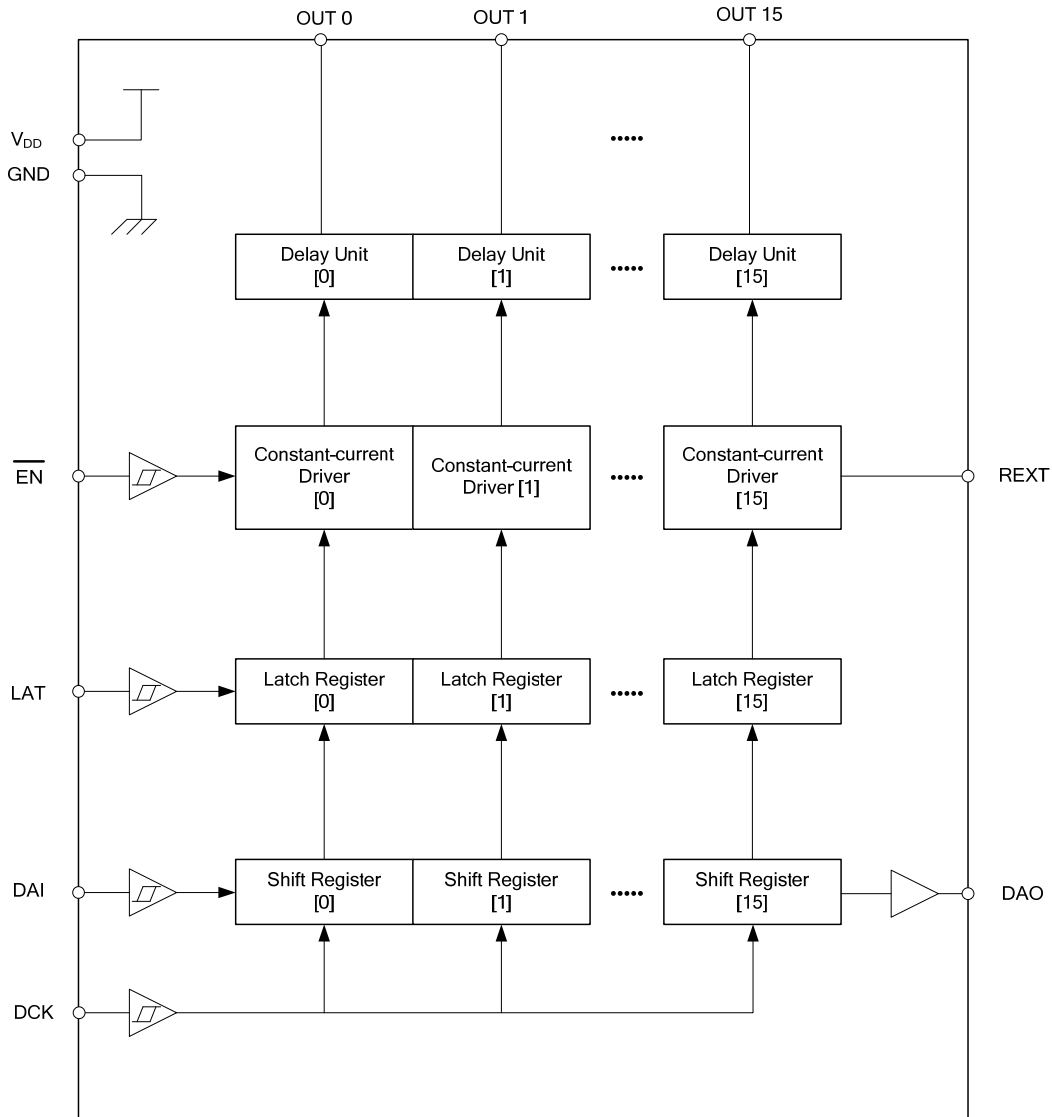 OUT 0
OUT 1
OUT 15
VDD
GND
Delay Unit
[0]
Delay Unit
[1]
Delay Unit
[15]
EN
Constant-current
Driver
[0]
Constant-current
Driver [1]
Constant-current
Driver
[15]
REXT
LAT
Latch Register
[0]
Latch Register
[1]
Latch Register
[15]
DAI
Shift Register
[0]
Shift Register
[1]
Shift Register
[15]
DAO
DCK